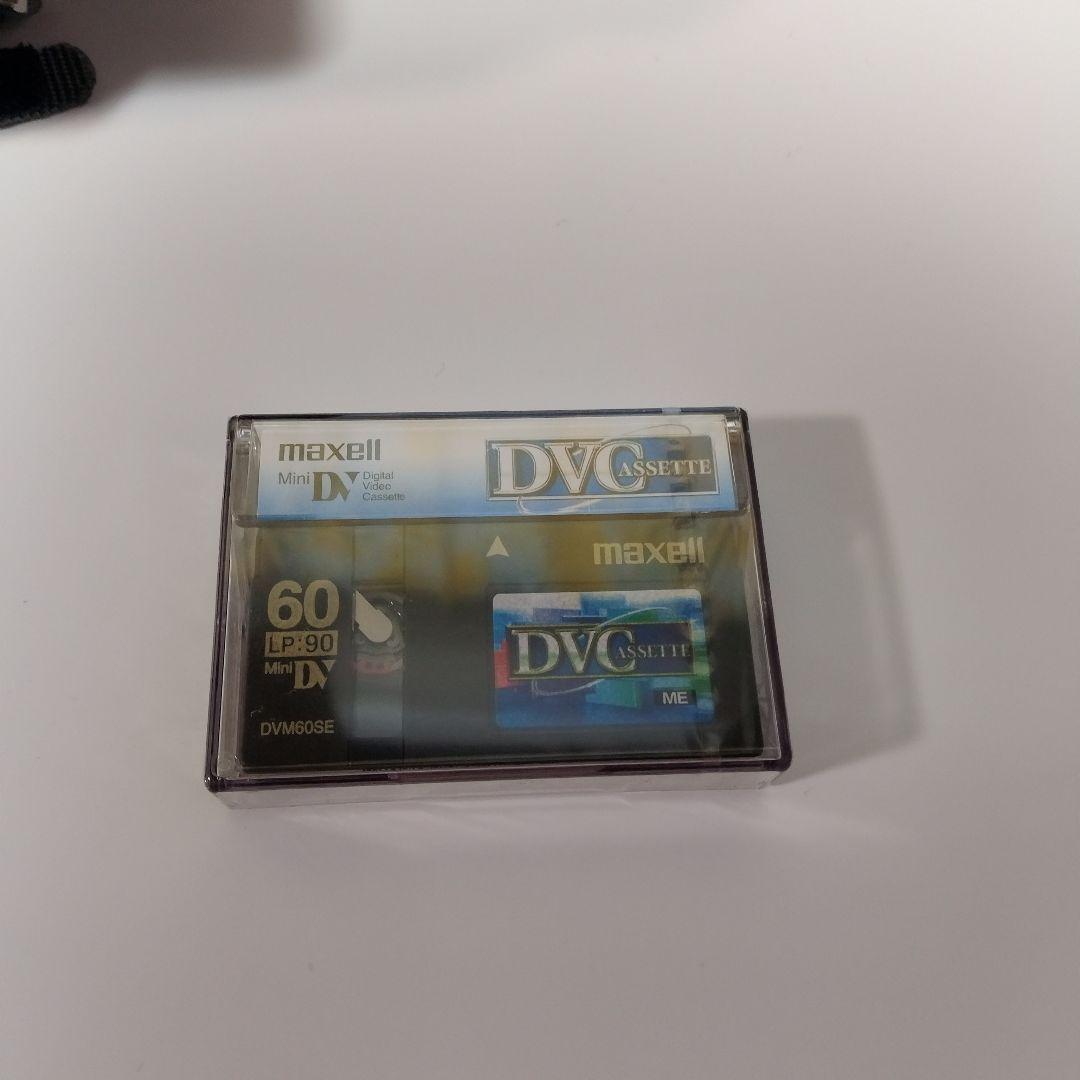 maxell
Mini DV Digital Video Cassette
DVCASSETTE
maxell
60
LP:90
Mini DV
DVM60SE
DVCASSETTE
ME